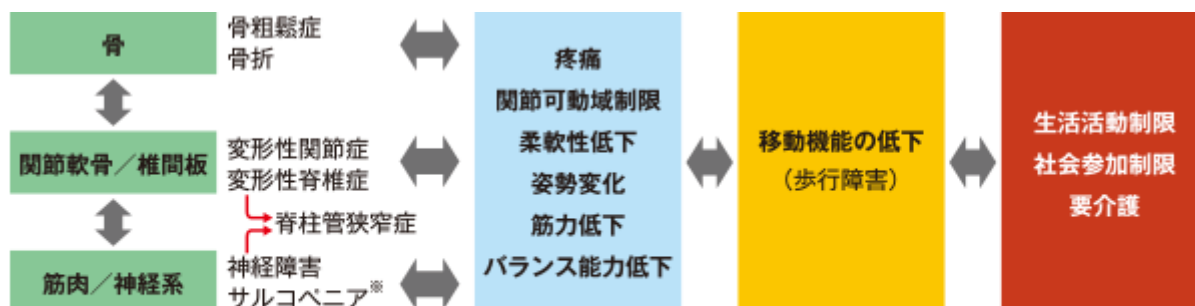 骨
骨粗鬆症
骨折
関節軟骨／椎間板
変形性関節症
変形性脊椎症
脊柱管狭窄症
筋肉／神経系
神経障害
サルコペニア※
疼痛
関節可動域制限
柔軟性低下
姿勢変化
筋力低下
バランス能力低下
移動機能の低下
（歩行障害）
生活活動制限
社会参加制限
要介護